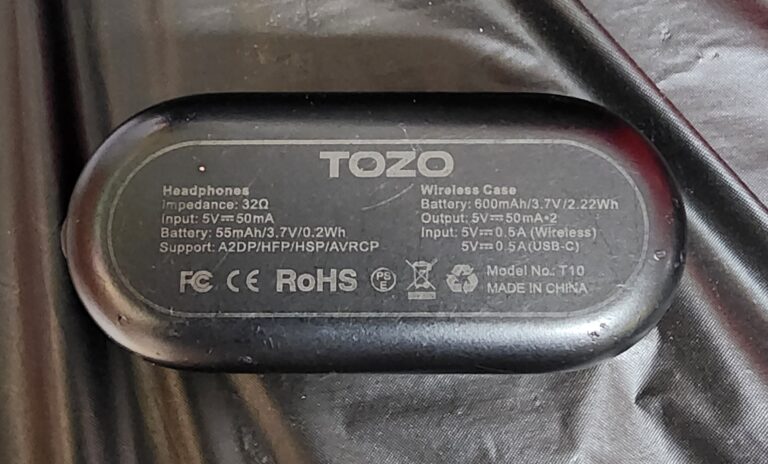 TOZO
Headphones
Impedance: 32Ω
Input: 5V⎓50mA
Battery: 55mAh/3.7V/0.2Wh
Support: A2DP/HFP/HSP/AVRCP
Wireless Case
Battery: 600mAh/3.7V/2.22Wh
Output: 5V⎓50mA*2
Input: 5V⎓0.5A (Wireless)
5V⎓0.5A(USB-C)
FC CE RoHS PSE
Model No.: T10
MADE IN CHINA